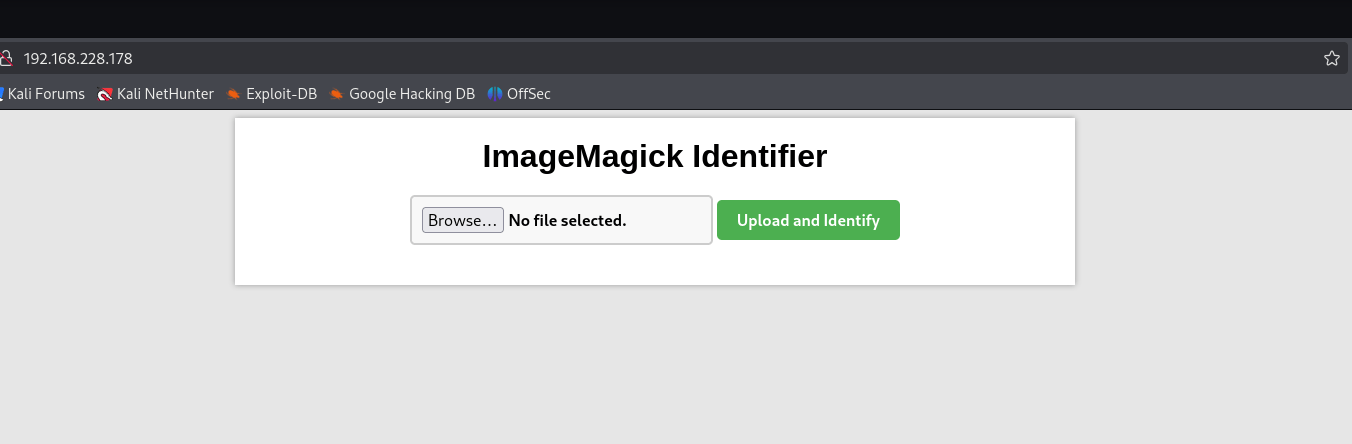 192.168.228.178
Kali Forums Kali NetHunter Exploit-DB Google Hacking DB OffSec
ImageMagick Identifier
Browse... No file selected. Upload and Identify